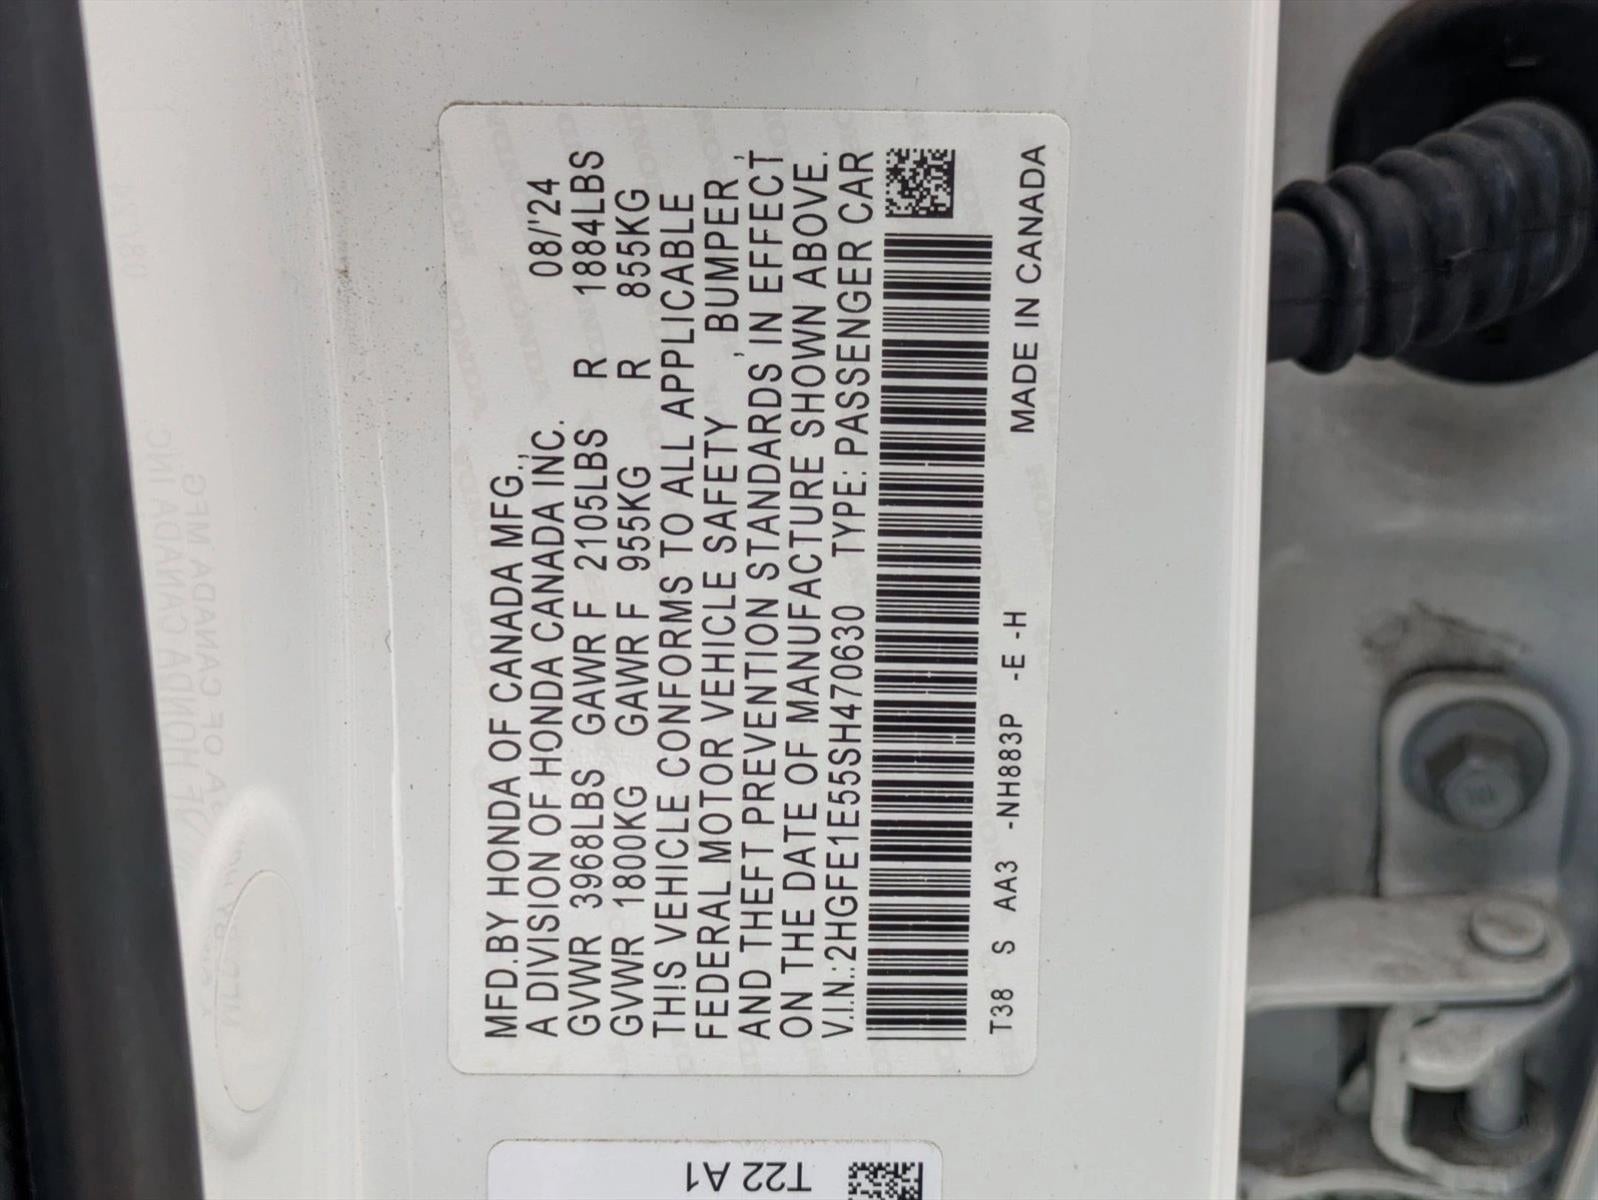 MFD.BY HONDA OF CANADA MFG., 08/'24
A DIVISION OF HONDA CANADA INC.
GVWR 3968LBS GAWR F 2105LBS R 1884LBS
GVWR 1800KG GAWR F 955KG R 855KG
THIS VEHICLE CONFORMS TO ALL APPLICABLE
FEDERAL MOTOR VEHICLE SAFETY , BUMPER ,
AND THEFT PREVENTION STANDARDS IN EFFECT
ON THE DATE OF MANUFACTURE SHOWN ABOVE.
V.I.N.:2HGFE1E55SH470630 TYPE: PASSENGER CAR
T38 S AA3 -NH883P -E -H MADE IN CANADA
T22 A1